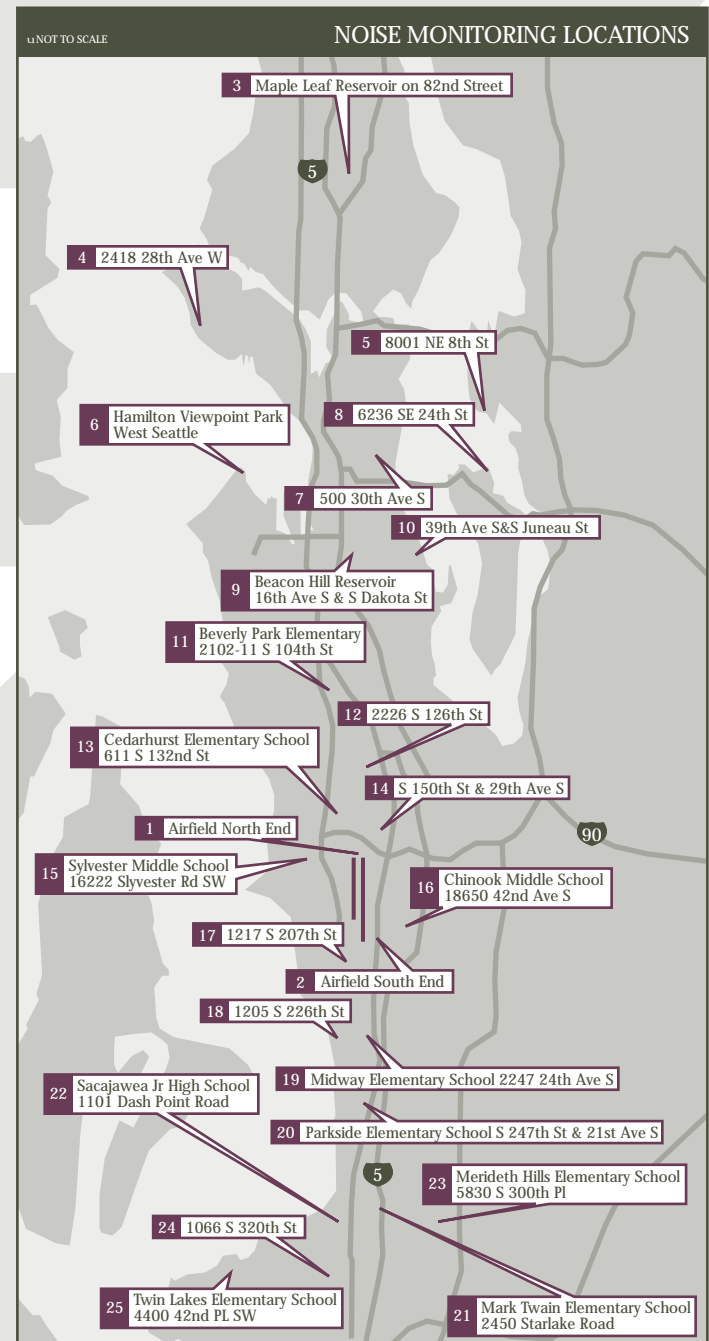 uNOT TO SCALE
NOISE MONITORING LOCATIONS
3 Maple Leaf Reservoir on 82nd Street
5
4 2418 28th Ave W
5 8001 NE 8th St
6 Hamilton Viewpoint Park
West Seattle
8 6236 SE 24th St
7 500 30th Ave S
10 39th Ave S&S Juneau St
9 Beacon Hill Reservoir
16th Ave S & S Dakota St
11 Beverly Park Elementary
2102-11 S 104th St
12 2226 S 126th St
13 Cedarhurst Elementary School
611 S 132nd St
14 S 150th St & 29th Ave S
1 Airfield North End
90
15 Sylvester Middle School
16222 Slyvester Rd SW
16 Chinook Middle School
18650 42nd Ave S
17 1217 S 207th St
2 Airfield South End
18 1205 S 226th St
19 Midway Elementary School 2247 24th Ave S
22 Sacajawea Jr High School
1101 Dash Point Road
20 Parkside Elementary School S 247th St & 21st Ave S
5
23 Merideth Hills Elementary School
5830 S 300th Pl
24 1066 S 320th St
25 Twin Lakes Elementary School
4400 42nd PL SW
21 Mark Twain Elementary School
2450 Starlake Road